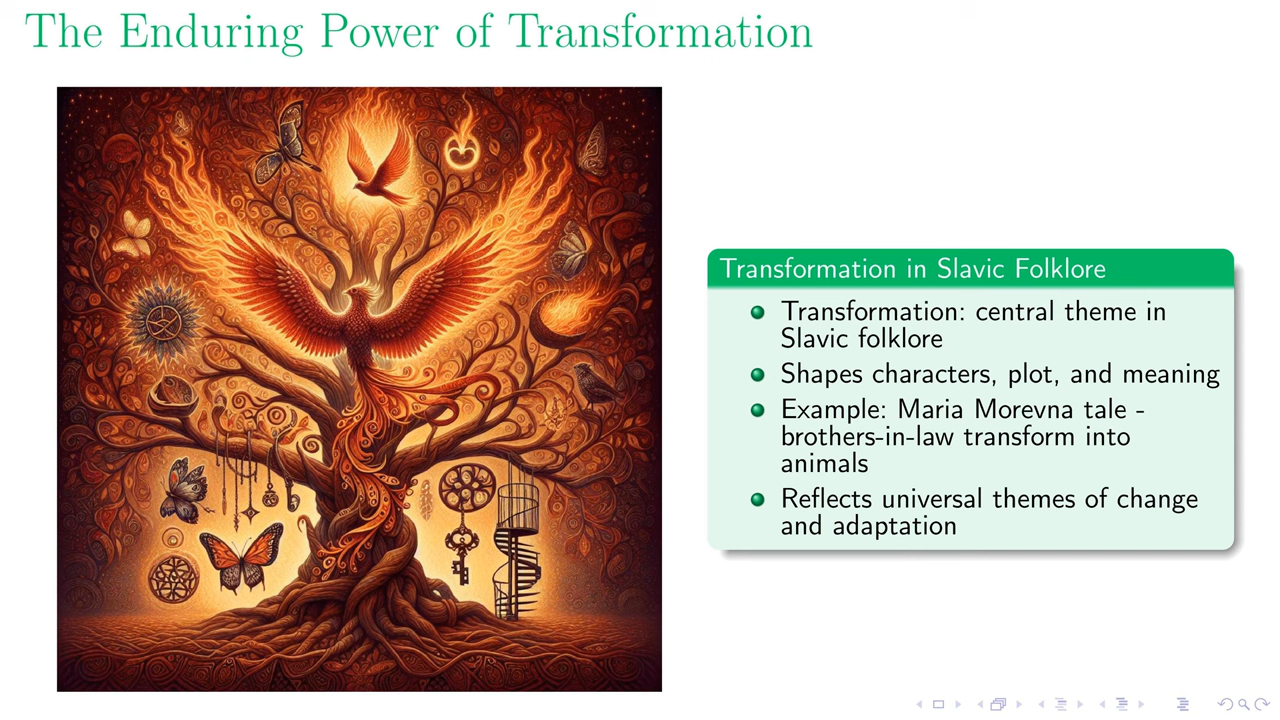 The Enduring Power of Transformation
Transformation in Slavic Folklore
Transformation: central theme in
Slavic folklore
Shapes characters, plot, and meaning
Example: Maria Morevna tale -
brothers-in-law transform into
animals
Reflects universal themes of change
and adaptation